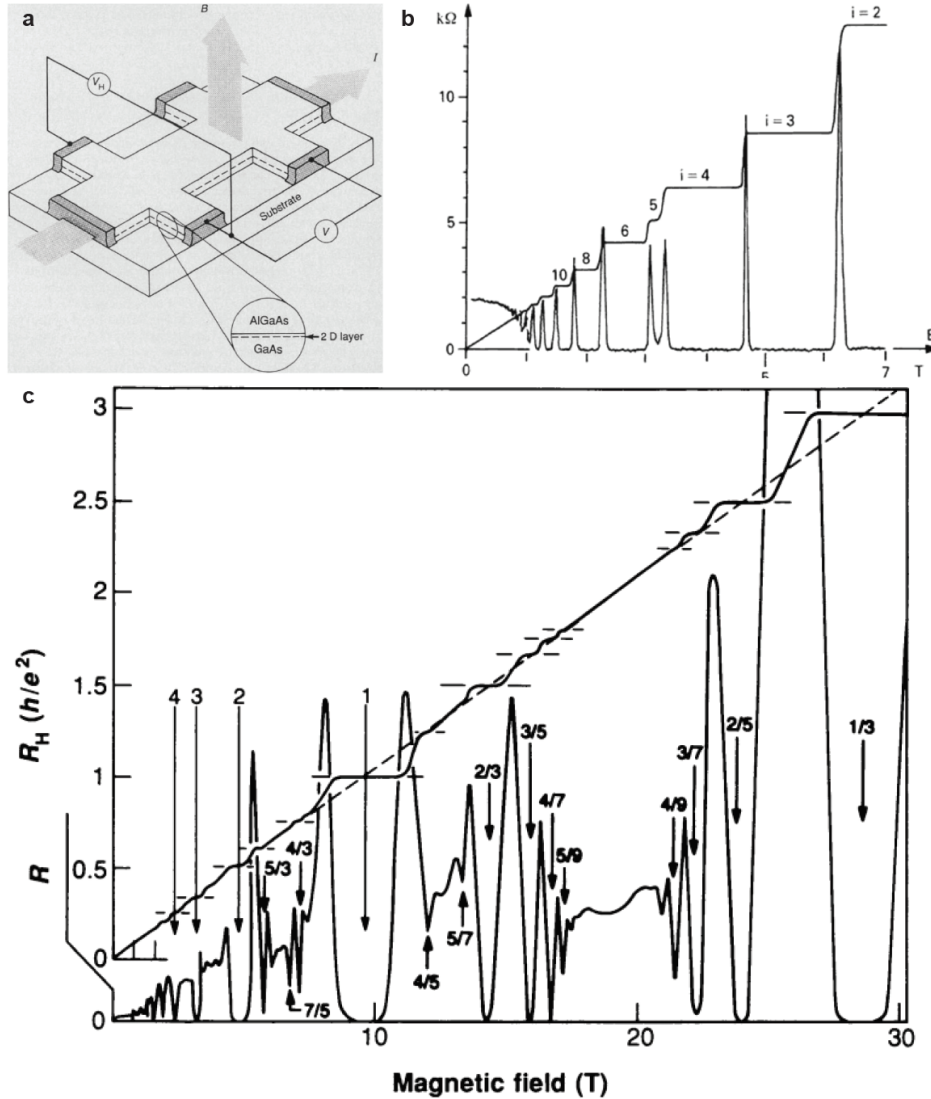 a
B
I
V_H
V
Substrate
AlGaAs
2 D layer
GaAs
b
kΩ
i = 2
10
i = 3
i = 4
5
5
6
8
10
0
0
5
7
T
c
3
2.5
2
1.5
1
0.5
0
0
R_H (h/e²)
R
4
3
2
1
5/3
4/3
7/5
4/5
5/7
2/3
3/5
4/7
5/9
4/9
3/7
2/5
1/3
10
20
30
Magnetic field (T)